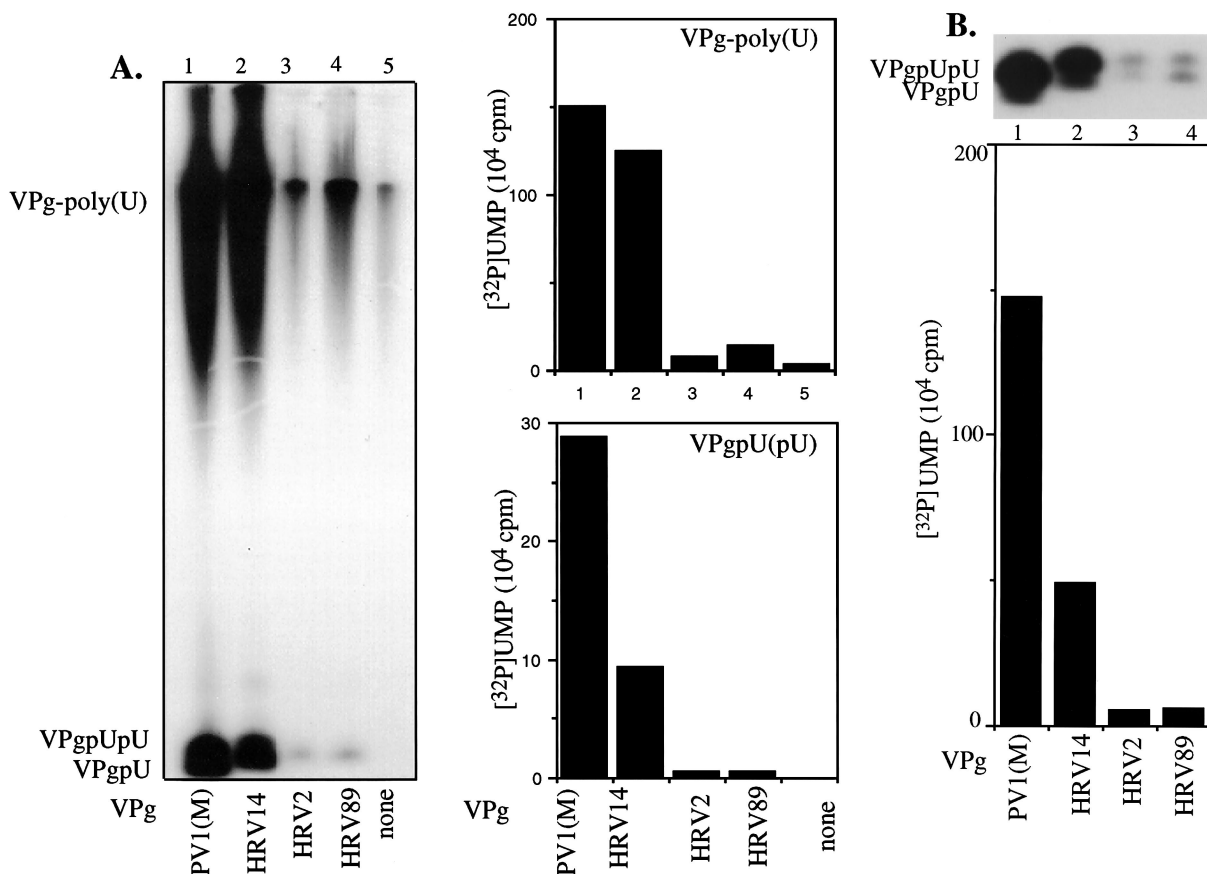 A.
1 2 3 4 5
VPg-poly(U)
VPgpUpU
VPgpU
VPg
PV1(M)
HRV14
HRV2
HRV89
none
200
100
0
[³²P]UMP (10⁴ cpm)
VPg-poly(U)
1 2 3 4 5
30
20
10
0
[³²P]UMP (10⁴ cpm)
VPgpU(pU)
VPg
PV1(M)
HRV14
HRV2
HRV89
none
B.
VPgpUpU
VPgpU
1 2 3 4
200
100
0
[³²P]UMP (10⁴ cpm)
VPg
PV1(M)
HRV14
HRV2
HRV89